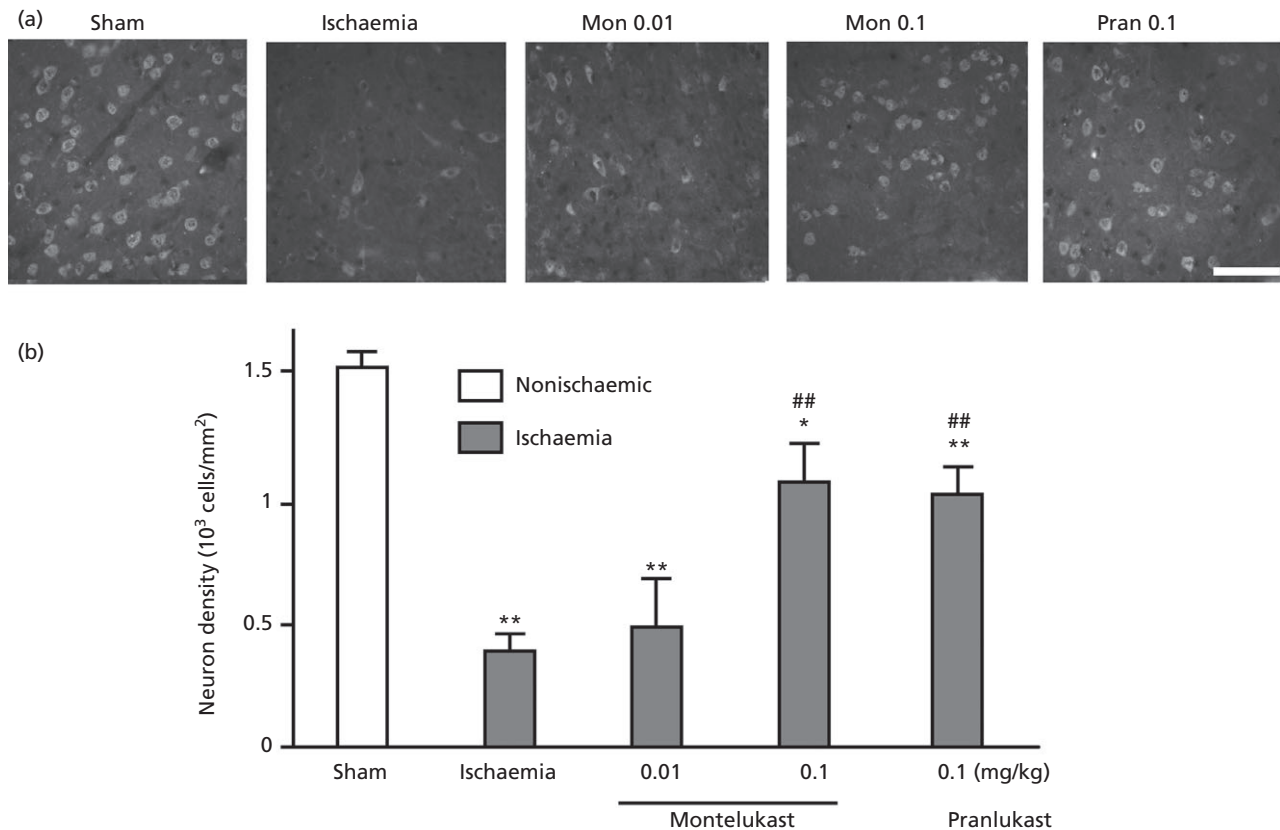 (a)
Sham Ischaemia Mon 0.01 Mon 0.1 Pran 0.1
(b)
Neuron density (10³ cells/mm²)
1.5
1
0.5
0
Nonischaemic
Ischaemia
**
**
##
*
##
**
Sham Ischaemia 0.01 0.1 0.1 (mg/kg)
Montelukast Pranlukast